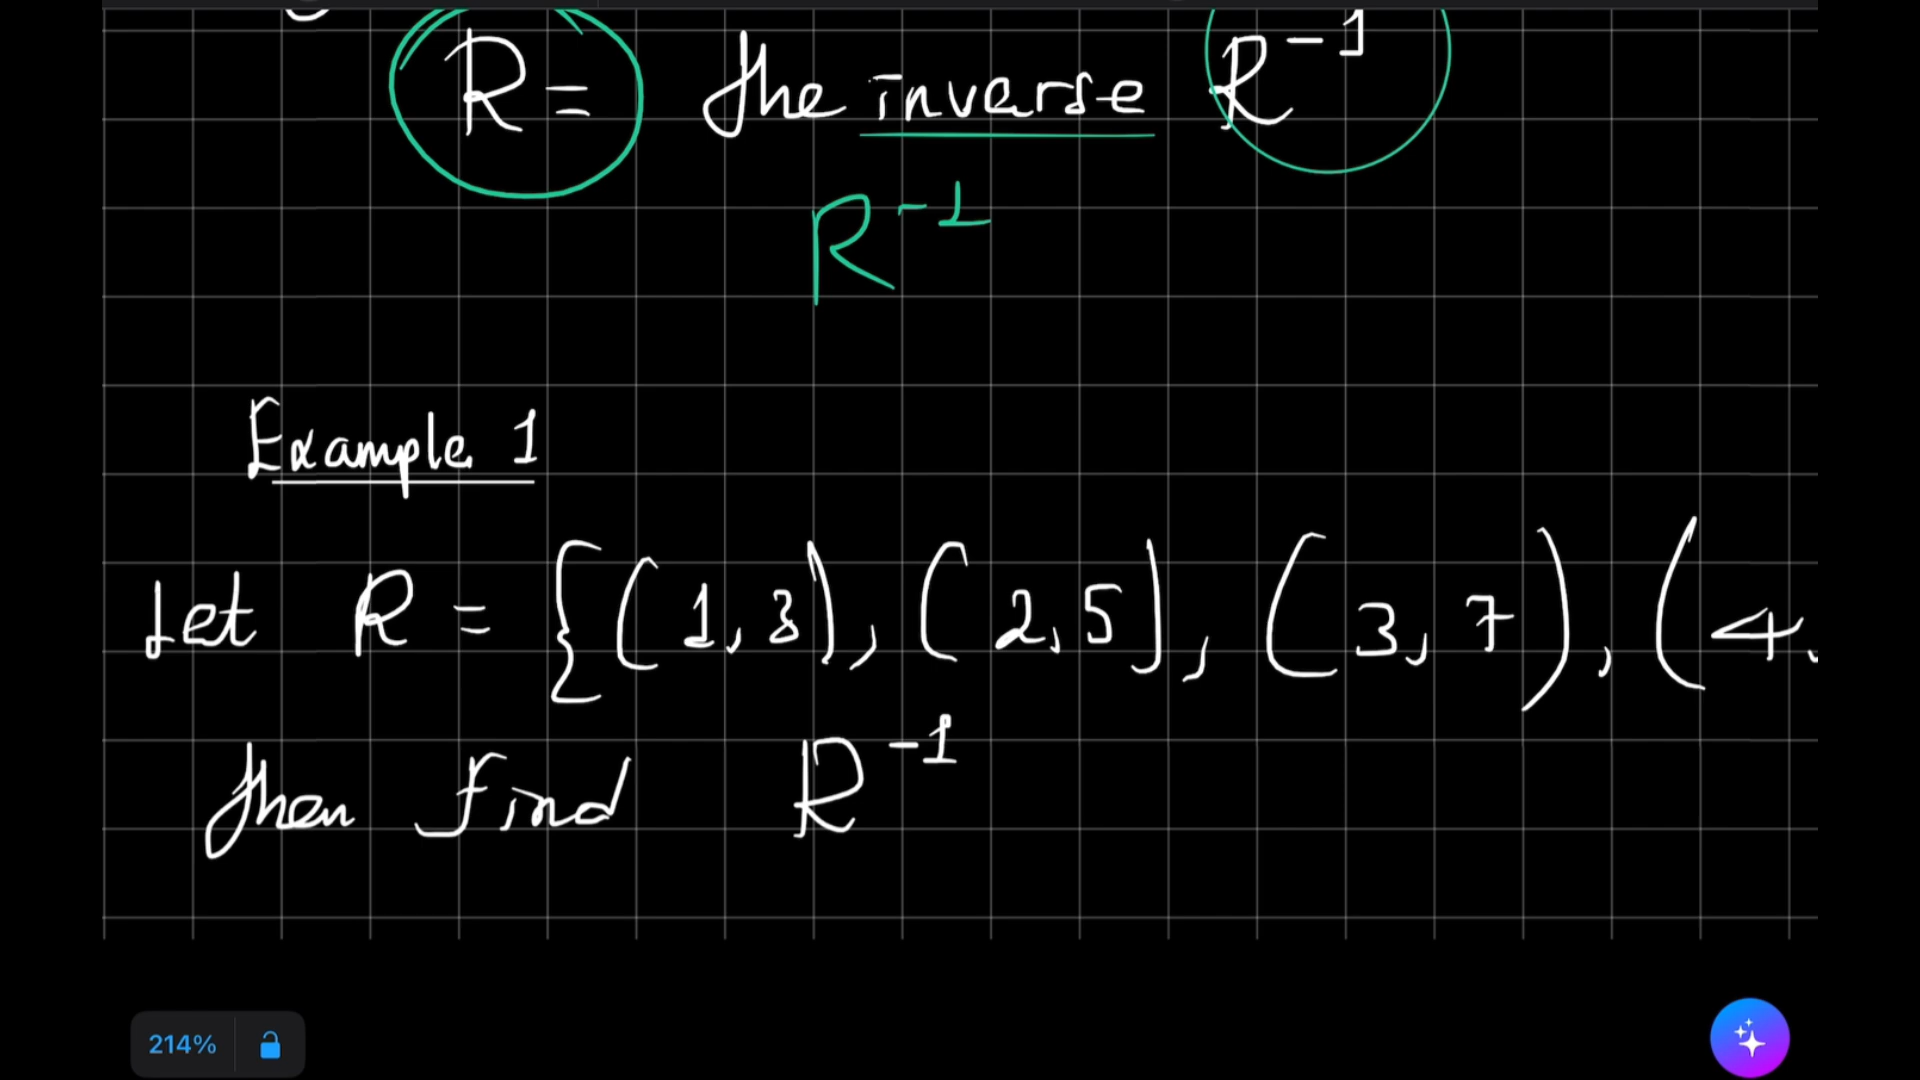 R = the inverse R⁻¹
R⁻¹
Example 1
Let R = {(1, 3), (2, 5), (3, 7), (4,
then find R⁻¹
214%